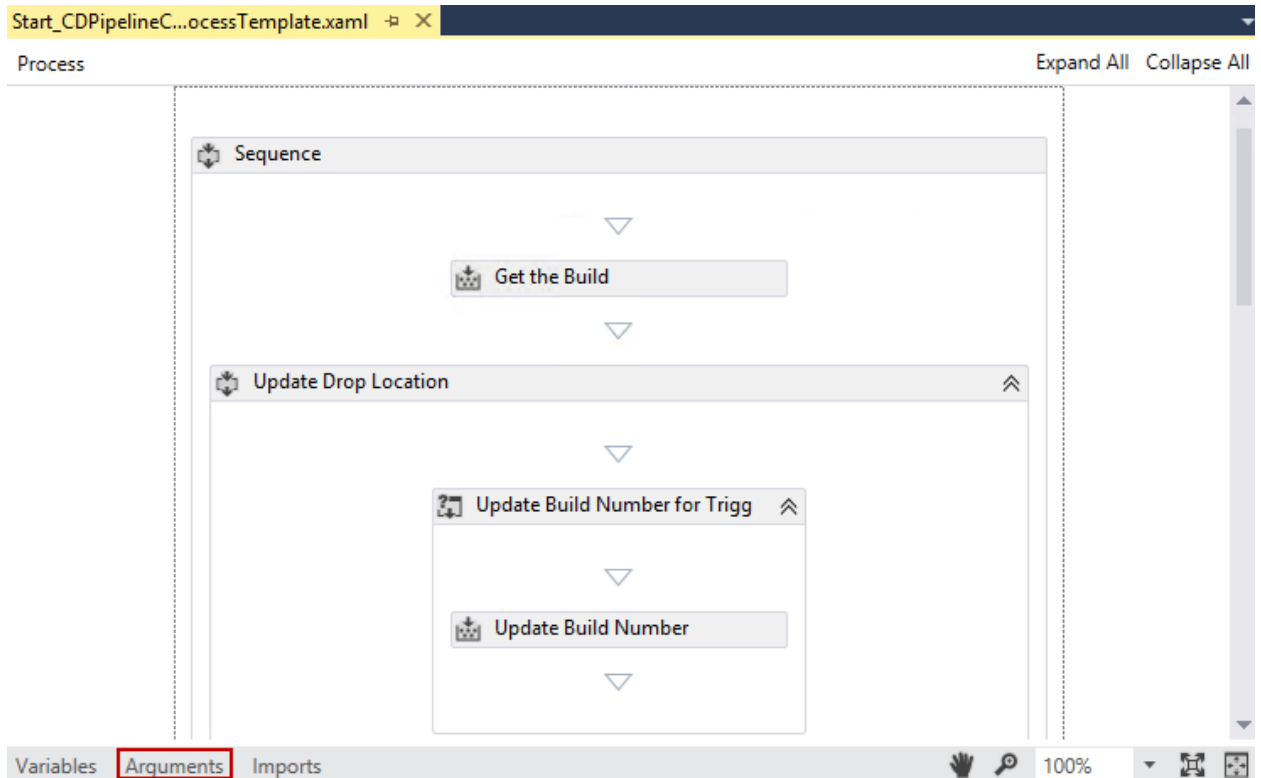 Start_CDPipelineC...ocessTemplate.xaml
Process Expand All Collapse All
Sequence
Get the Build
Update Drop Location
Update Build Number for Trigg
Update Build Number
Variables Arguments Imports 100%